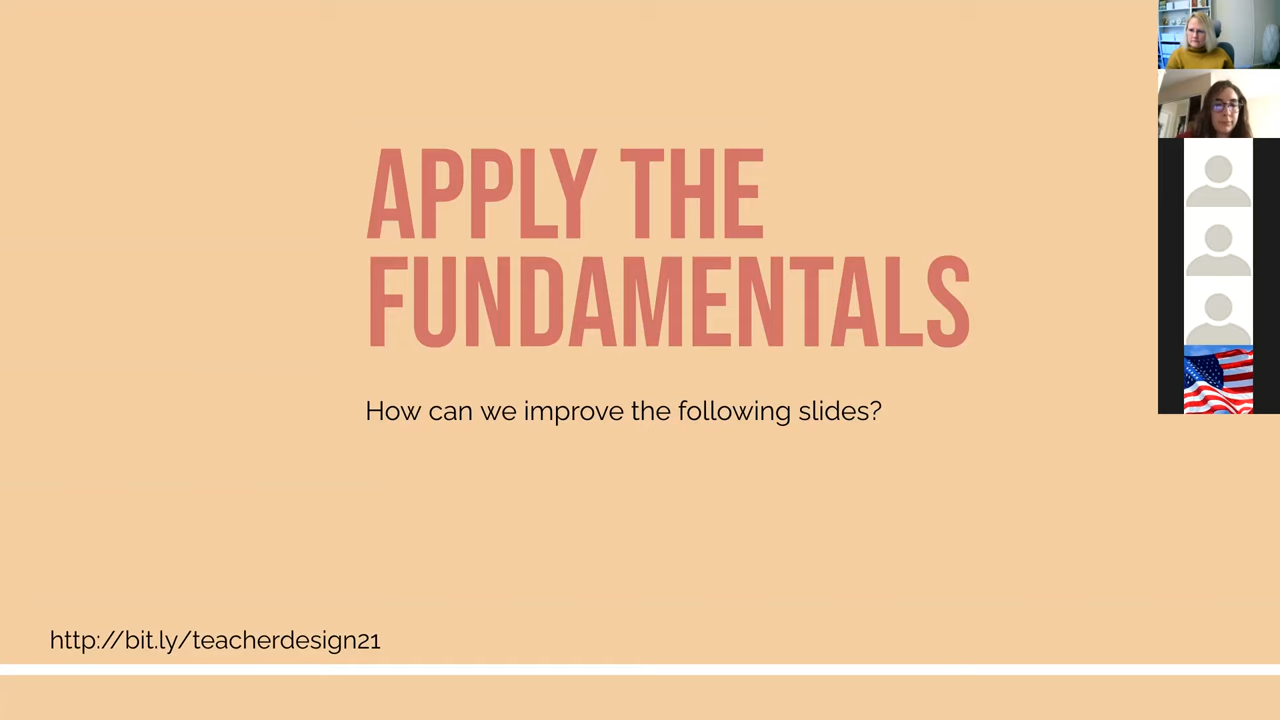 APPLY THE
FUNDAMENTALS
How can we improve the following slides?
http://bit.ly/teacherdesign21